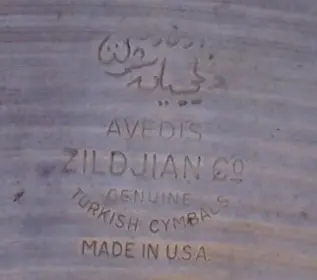 AVEDIS
ZILDJIAN Co
GENUINE
TURKISH CYMBALS
MADE IN U.S.A.